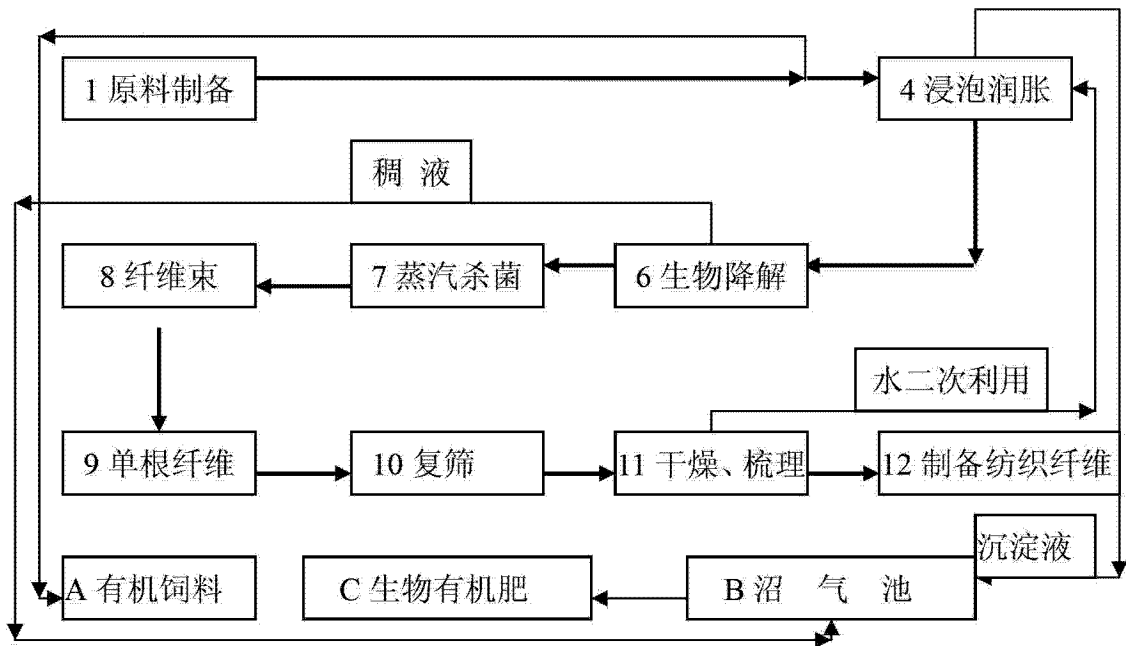 1 原料制备
4 浸泡润胀
稠 液
8 纤维束
7 蒸汽杀菌
6 生物降解
水二次利用
9 单根纤维
10 复筛
11 干燥、梳理
12 制备纺织纤维
沉淀液
A 有机饲料
C 生物有机肥
B 沼 气 池